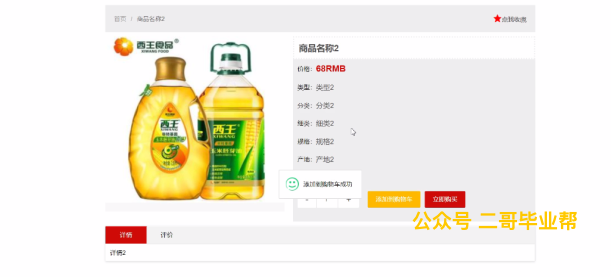 首页 / 商品名称2
点我收藏
西王食品
XIWANG FOOD
商品名称2
价格: 68RMB
类型: 类型2
分类: 分类2
细类: 细类2
规格: 规格2
产地: 产地2
西王
XIWANG
西王
玉米胚芽油
添加到购物车成功
1 +
添加到购物车
立即购买
公众号 二哥毕业帮
详情
评价
详情2